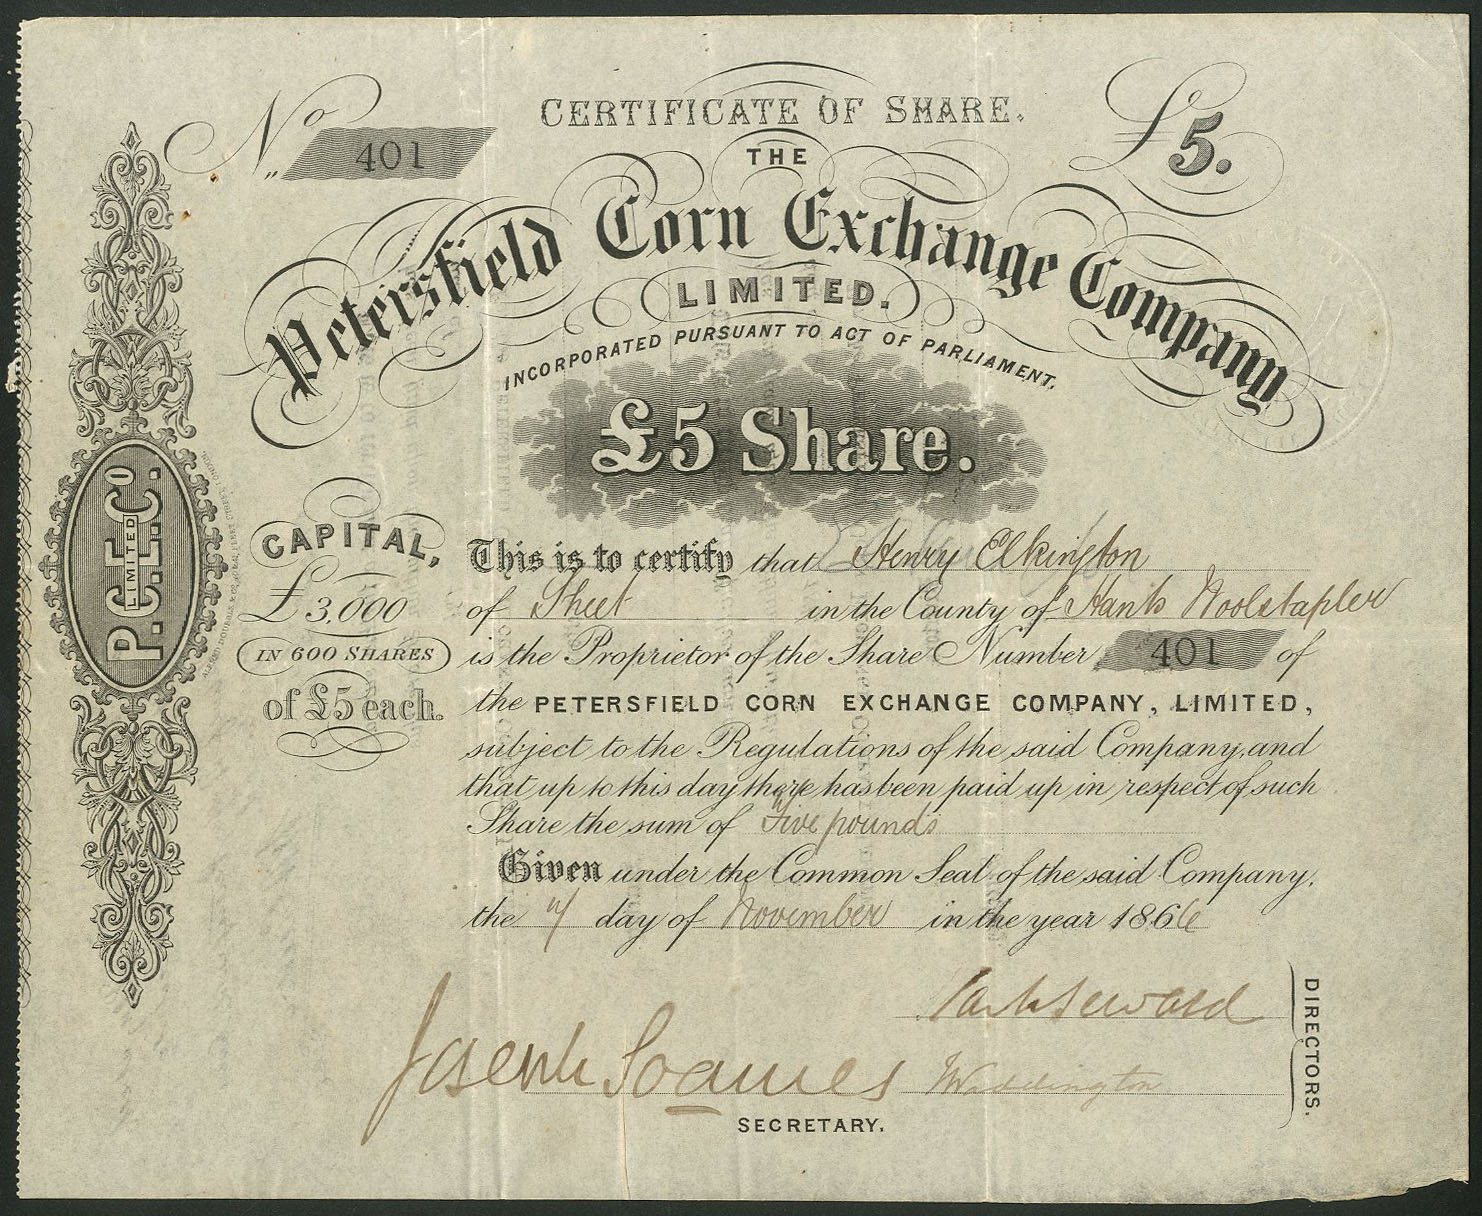 No 401
CERTIFICATE OF SHARE.
£5.
THE
Petersfield Corn Exchange Company
LIMITED.
INCORPORATED PURSUANT TO ACT OF PARLIAMENT.
£5 Share.
P.C.E.Co.
LIMITED
CAPITAL,
£3,000
IN 600 SHARES
of £5 each.
This is to certify that Henry Elkington
of Sheet in the County of Hants Woolstapler
is the Proprietor of the Share Number 401 of
the PETERSFIELD CORN EXCHANGE COMPANY, LIMITED,
subject to the Regulations of the said Company, and
that up to this day there has been paid up in respect of such
Share the sum of Five pounds
Given under the Common Seal of the said Company,
the day of November in the year 1866
Seward
Joseph Soames
Waddington
SECRETARY.
DIRECTORS.